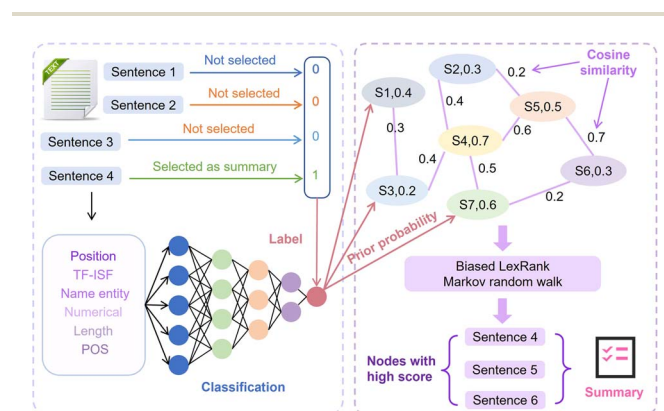 TEXT
Sentence 1
Not selected
0
Sentence 2
Not selected
0
Sentence 3
Not selected
0
Sentence 4
Selected as summary
1
Label
Position
TF-ISF
Name entity
Numerical
Length
POS
Classification
Prior probability
Cosine
similarity
S1,0.4
S2,0.3
0.2
S5,0.5
0.4
0.3
S4,0.7
0.6
0.7
0.4
0.5
S3,0.2
S6,0.3
S7,0.6
0.2
Biased LexRank
Markov random walk
Nodes with
high score
Sentence 4
Sentence 5
Sentence 6
Summary